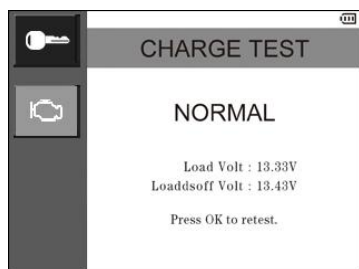 CHARGE TEST
NORMAL
Load Volt : 13.33V
Loaddsoff Volt : 13.43V
Press OK to retest.